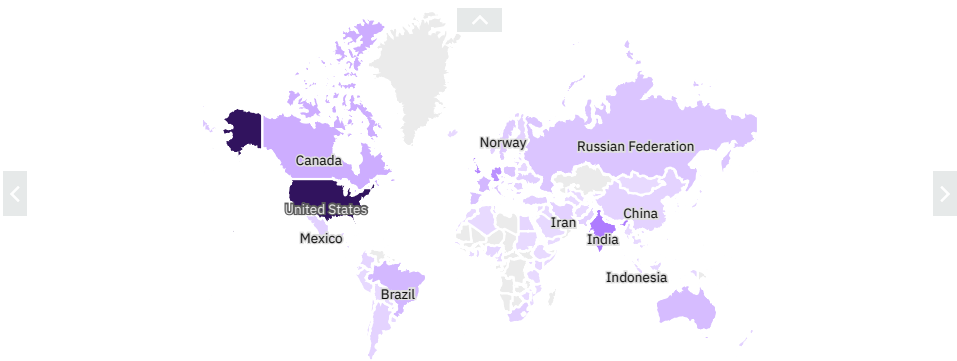 Norway
Russian Federation
Canada
United States
China
Iran
Mexico
India
Indonesia
Brazil